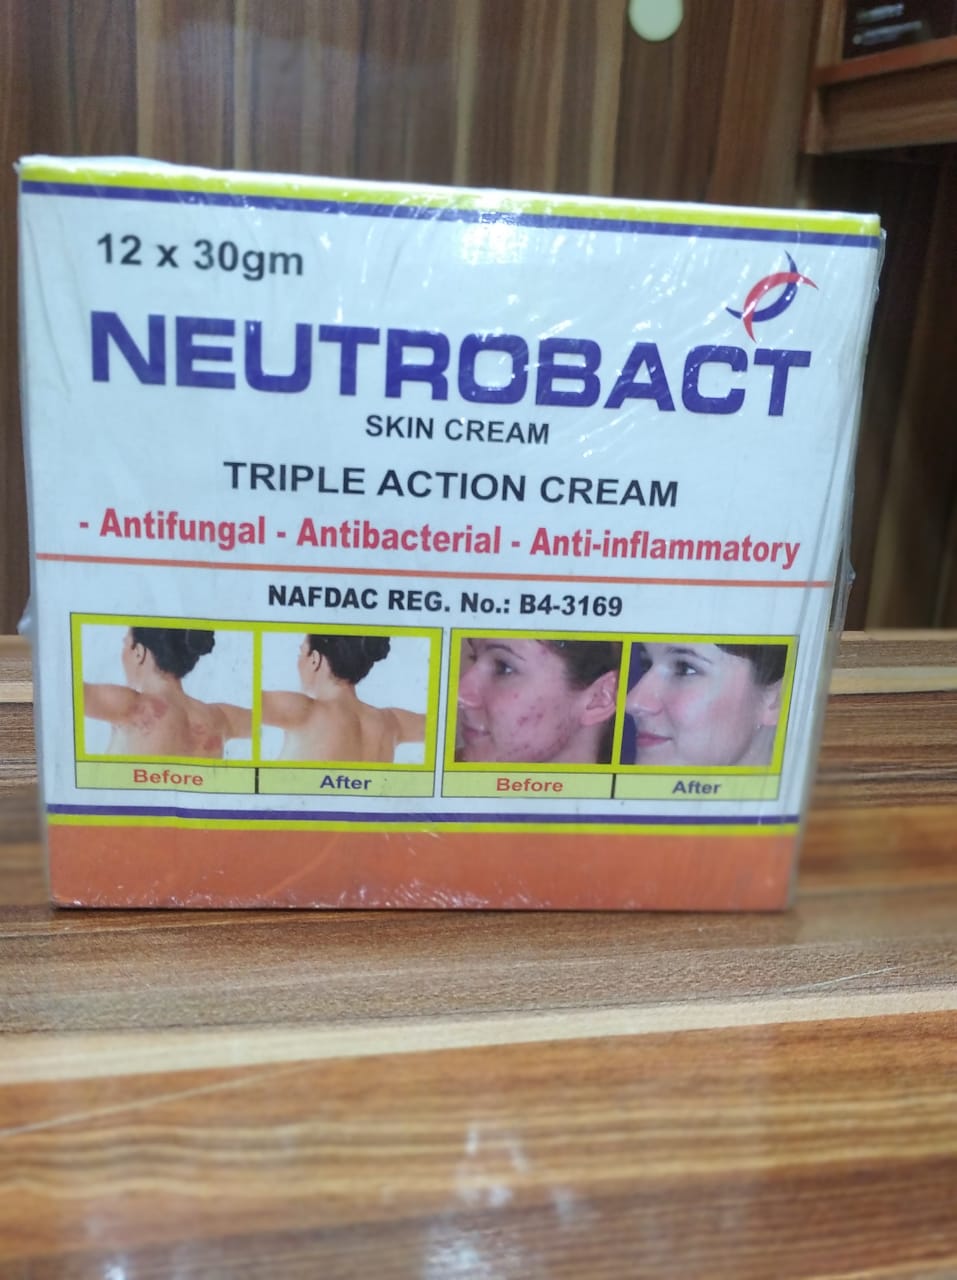 12 x 30gm
NEUTROBACT
SKIN CREAM
TRIPLE ACTION CREAM
- Antifungal - Antibacterial - Anti-inflammatory
NAFDAC REG. No.: B4-3169
Before After Before After